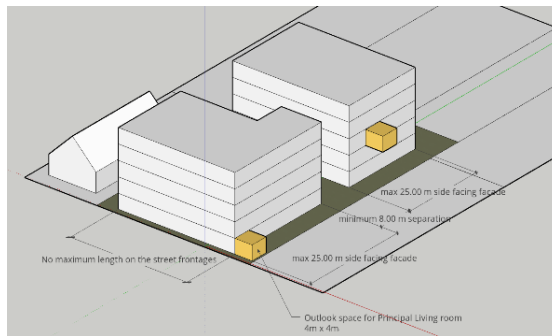 max 25.00 m side facing facade
minimum 8.00 m separation
No maximum length on the street frontages
max 25.00 m side facing facade
Outlook space for Principal Living room
4m x 4m